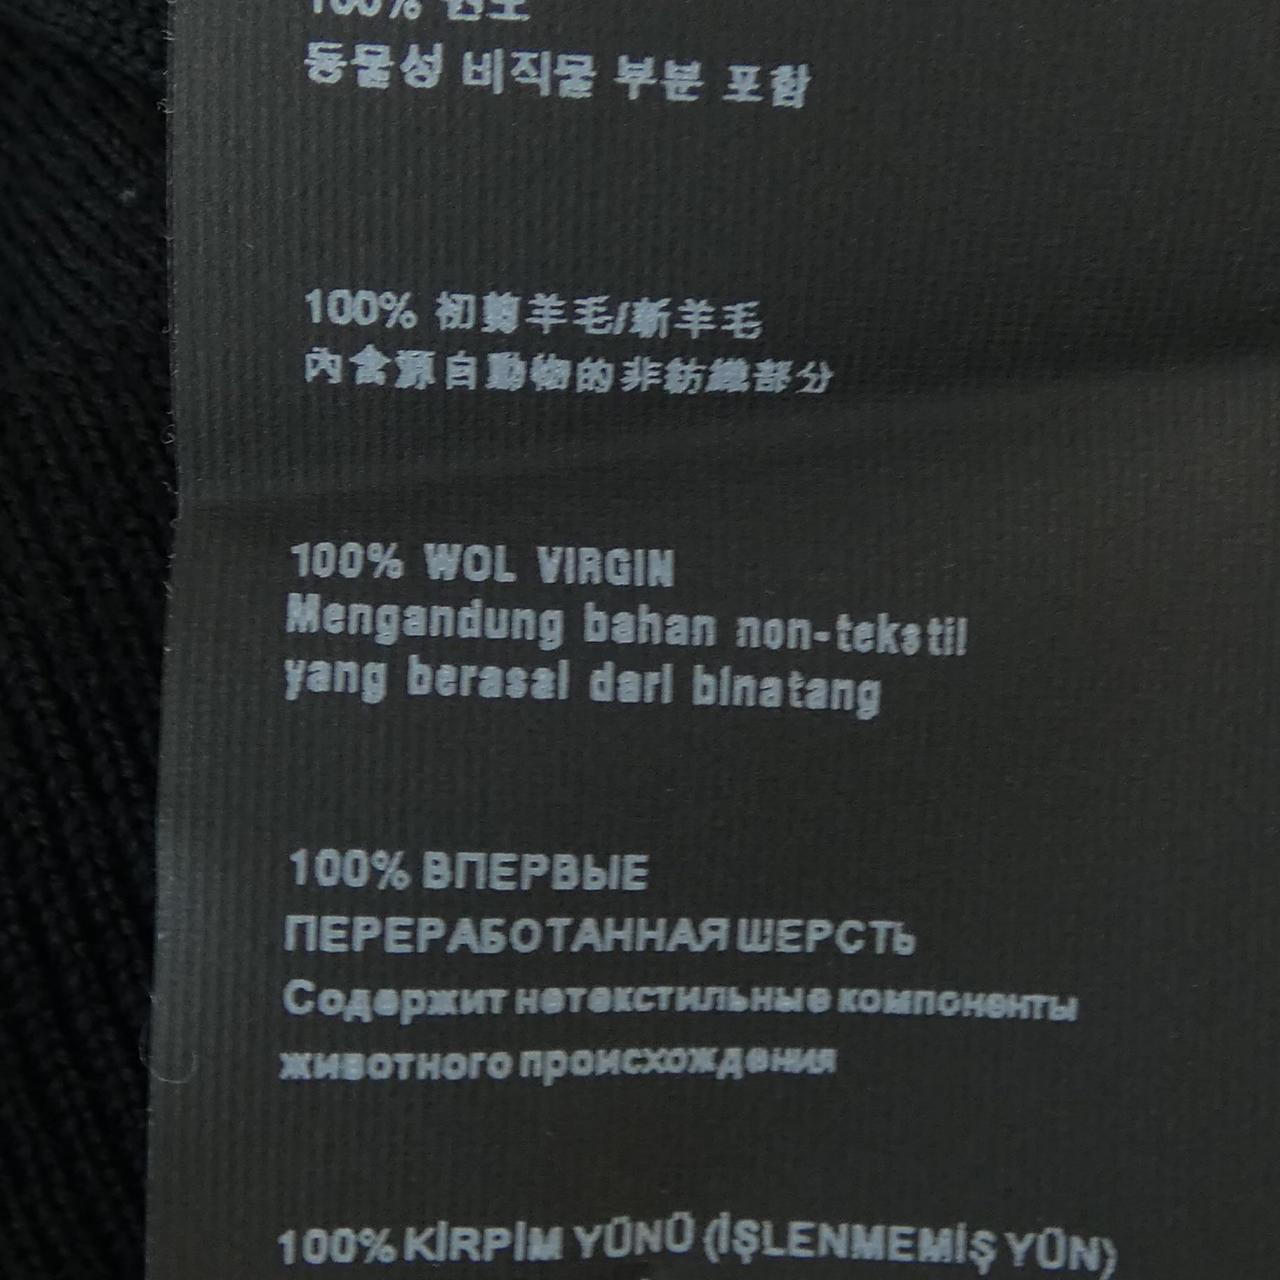 100%
동물성 비직물 부분 포함
100% 初剪羊毛/新羊毛
內含源自動物的非紡織部分
100% WOL VIRGIN
Mengandung bahan non-tekstil
yang berasal dari binatang
100% ВПЕРВЫЕ
ПЕРЕРАБОТАННАЯ ШЕРСТЬ
Содержит нетекстильные компоненты
животного происхождения
100% KİRPİM YÜNÜ (İŞLENMEMİŞ YÜN)